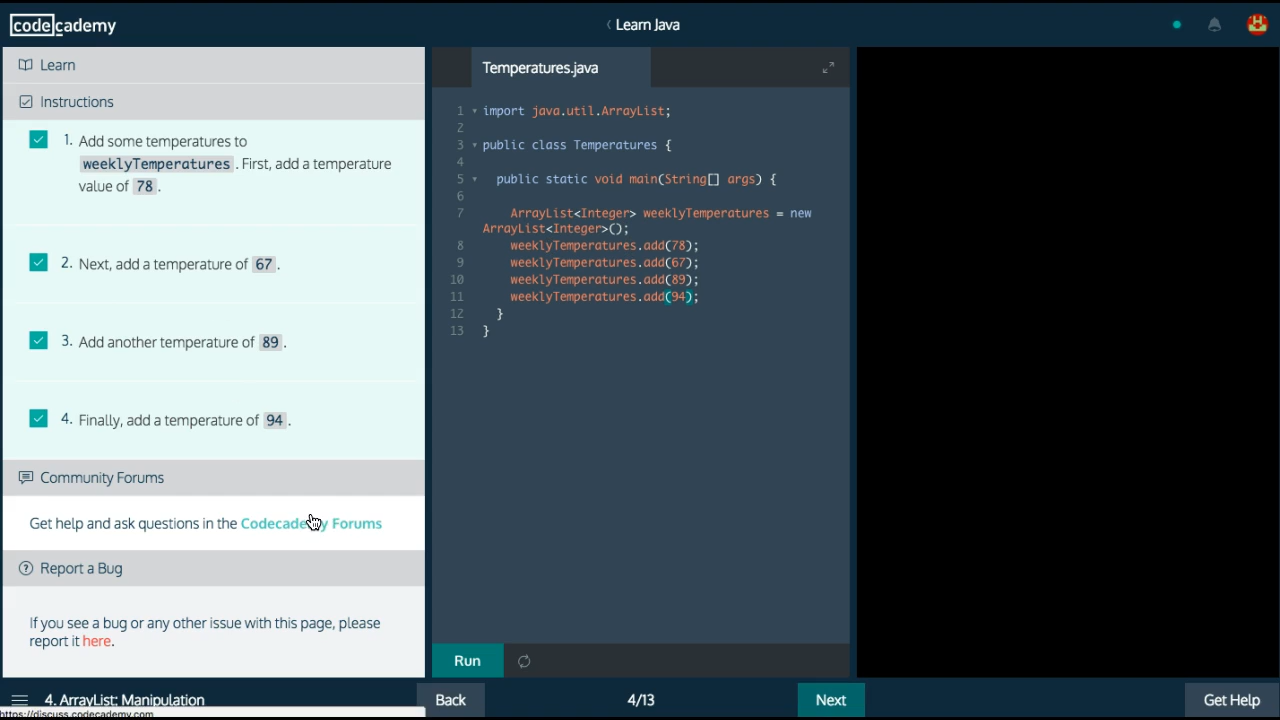 codecademy
Learn Java
Learn
Instructions
1. Add some temperatures to
weeklyTemperatures. First, add a temperature
value of 78.
2. Next, add a temperature of 67.
3. Add another temperature of 89.
4. Finally, add a temperature of 94.
Community Forums
Get help and ask questions in the Codecademy Forums
Report a Bug
If you see a bug or any other issue with this page, please
report it here.
Temperatures.java
1 import java.util.ArrayList;
2
3 public class Temperatures {
4
5 public static void main(String[] args) {
6
7 ArrayList<Integer> weeklyTemperatures = new
ArrayList<Integer>();
8 weeklyTemperatures.add(78);
9 weeklyTemperatures.add(67);
10 weeklyTemperatures.add(89);
11 weeklyTemperatures.add(94);
12 }
13 }
Run
4. ArrayList: Manipulation
Back
4/13
Next
Get Help
https://discuss.codecademy.com